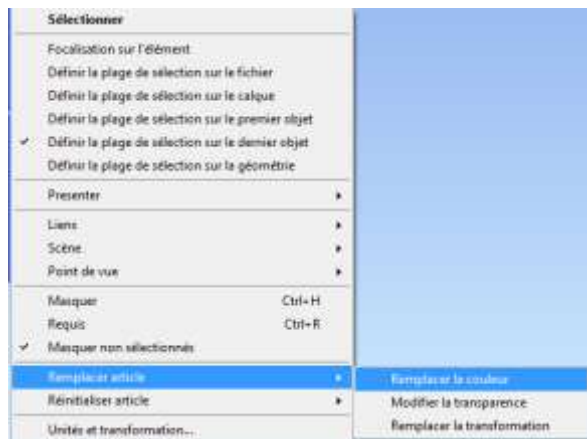 Sélectionner
Focalisation sur l'élément
Définir la plage de sélection sur le fichier
Définir la plage de sélection sur le calque
Définir la plage de sélection sur le premier objet
Définir la plage de sélection sur le dernier objet
Définir la plage de sélection sur la géométrie
Presenter
Liens
Scène
Point de vue
Masquer Ctrl+H
Requis Ctrl+R
Masquer non sélectionnés
Remplacer article Remplacer la couleur
Réinitialiser article Modifier la transparence
Unités et transformation... Remplacer la transformation